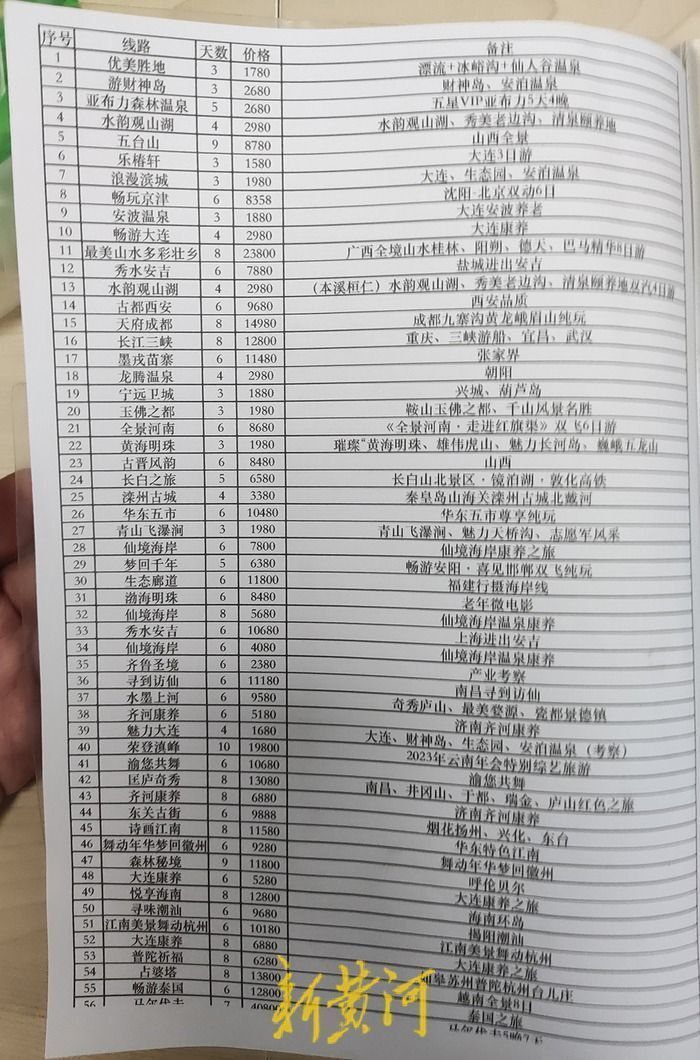 序号 线路 天数 价格 备注
1 优美胜地 3 1780 漂流+冰峪沟+仙人谷温泉
2 游财神岛 3 2680 财神岛、安泊温泉
3 亚布力森林温泉 5 2680 五星VIP亚布力5天4晚
4 水韵观山湖 4 2980 水韵观山湖、秀美老边沟、清泉颐养地
5 五台山 9 8780 山西全景
6 乐椿轩 3 1580 大连3日游
7 浪漫滨城 3 1980 大连、生态园、安泊温泉
8 畅玩京津 6 8358 沈阳-北京双动6日
9 安波温泉 3 1880 大连安波养老
10 畅游大连 4 2980 大连康养
11 最美山水多彩壮乡 8 23800 广西全境山水桂林、阳朔、德天、巴马精华8日游
12 秀水安吉 6 7880 盐城进出安吉
13 水韵观山湖 4 2980 （本溪桓仁）水韵观山湖、秀美老边沟、清泉颐养地双汽4日游
14 古都西安 6 9680 西安品质
15 天府成都 8 14980 成都九寨沟黄龙峨眉山纯玩
16 长江三峡 8 12800 重庆、三峡游船、宜昌、武汉
17 墨戎苗寨 6 11480 张家界
18 龙腾温泉 4 2980 朝阳
19 宁远卫城 3 1880 兴城、葫芦岛
20 玉佛之都 3 1980 鞍山玉佛之都、千山风景名胜
21 全景河南 6 8680 《全景河南·走进红旗渠》双飞6日游
22 黄海明珠 3 1980 璀璨“黄海明珠、雄伟虎山、魅力长河岛、巍峨五龙山
23 古晋风韵 6 8480 山西
24 长白之旅 5 6580 长白山北景区·镜泊湖·敦化高铁
25 滦州古城 4 3380 秦皇岛山海关滦州古城北戴河
26 华东五市 6 10480 华东五市尊享纯玩
27 青山飞瀑涧 3 1980 青山飞瀑涧、魅力天桥沟、志愿军风采
28 仙境海岸 6 7800 仙境海岸康养之旅
29 梦回千年 5 6380 畅游安阳·喜见邯郸双飞纯玩
30 生态廊道 6 11800 福建行摄海岸线
31 渤海明珠 6 8480 老年微电影
32 仙境海岸 8 5680 仙境海岸温泉康养
33 秀水安吉 6 10680 上海进出安吉
34 仙境海岸 6 4080 仙境海岸温泉康养
35 齐鲁圣境 6 2380 产业考察
36 寻到访仙 6 11180 南昌寻到访仙
37 水墨上河 6 9580 奇秀庐山、最美婺源、瓷都景德镇
38 齐河康养 6 5180 济南齐河康养
39 魅力大连 4 1680 大连、财神岛、生态园、安泊温泉（考察）
40 荣登滇峰 10 19800 2023年云南年会特别综艺旅游
41 渝您共舞 6 10680 渝您共舞
42 匡庐奇秀 8 13080 南昌、井冈山、于都、瑞金、庐山红色之旅
43 齐河康养 8 6880 济南齐河康养
44 东关古街 6 9888 烟花扬州、兴化、东台
45 诗画江南 8 11580 华东特色江南
46 舞动年华梦回徽州 6 9280 舞动年华梦回徽州
47 森林秘境 9 11800 呼伦贝尔
48 大连康养 6 5280 大连康养之旅
49 悦享海南 8 12800 海南环岛
50 寻味潮汕 6 9680 揭阳潮汕
51 江南美景舞动杭州 6 10180 江南美景舞动杭州
52 大连康养 8 6880 大连康养之旅
53 普陀祈福 8 6280 苏州普陀杭州台儿庄
54 占婆塔 8 13800 越南全景8日
55 畅游泰国 6 12800 泰国之旅
56 马尔代夫 7 40800
新黄河